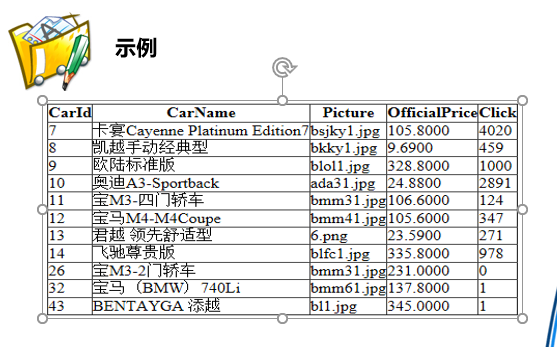 示例
CarId CarName Picture OfficialPrice Click
7 卡宴Cayenne Platinum Edition7 bsjky1.jpg 105.8000 4020
8 凯越手动经典型 bkky1.jpg 9.6900 459
9 欧陆标准版 blol1.jpg 328.8000 1000
10 奥迪A3-Sportback ada31.jpg 24.8800 2891
11 宝M3-四门轿车 bmm31.jpg 106.6000 124
12 宝马M4-M4Coupe bmm41.jpg 105.6000 347
13 君越 领先舒适型 6.png 23.5900 271
14 飞驰尊贵版 blfc1.jpg 335.8000 978
26 宝M3-2门轿车 bmm31.jpg 231.0000 0
32 宝马（BMW）740Li bmm61.jpg 137.8000 1
43 BENTAYGA 添越 bl1.jpg 345.0000 1